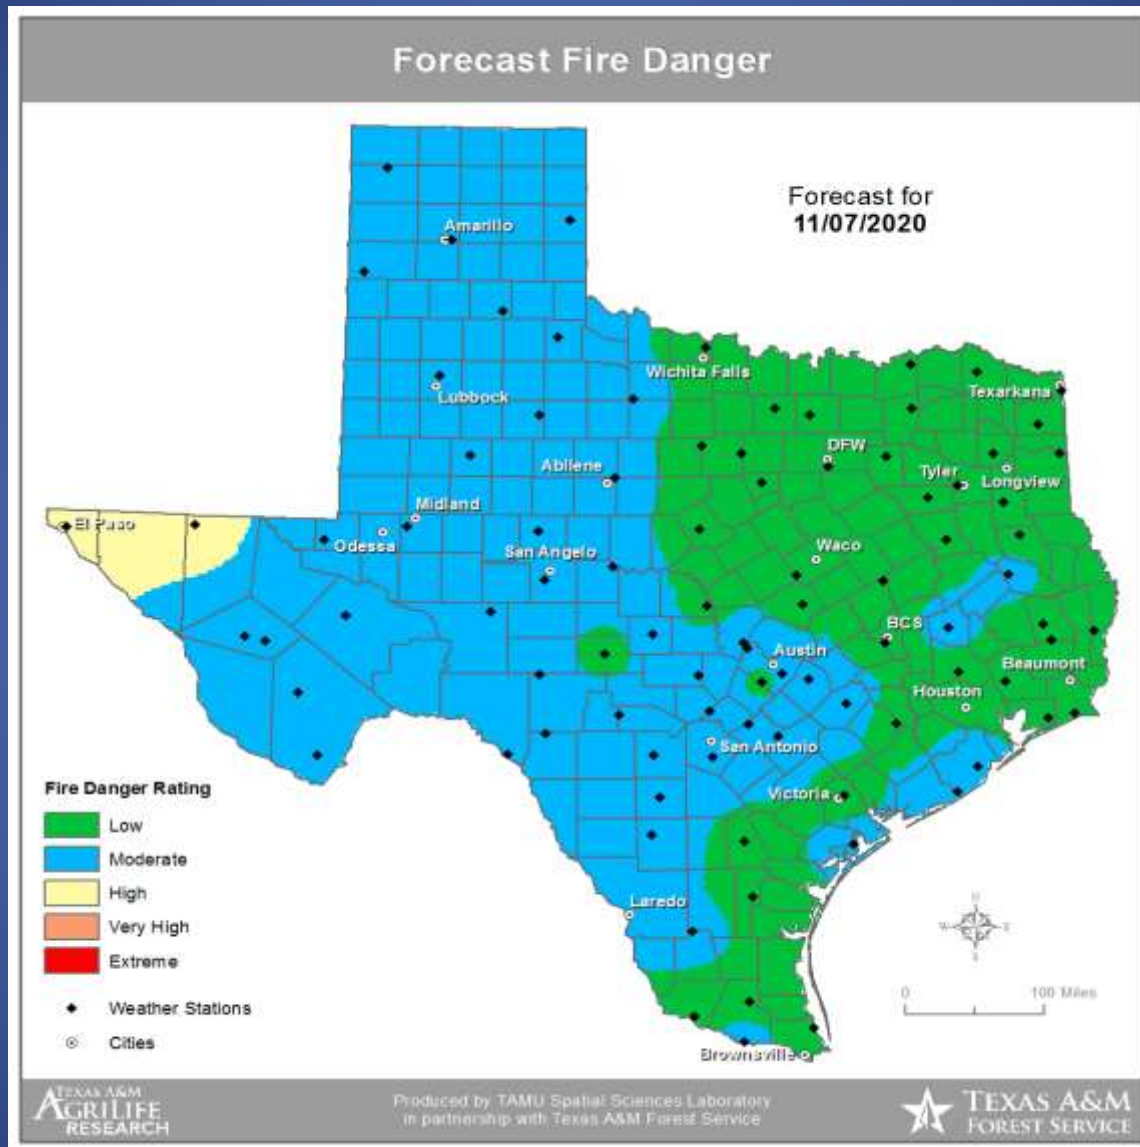 Forecast Fire Danger
Forecast for
11/07/2020
Amarillo
Wichita Falls
Texarkana
Lubbock
DFW
Abilene
Tyler
Longview
Midland
El Paso
Odessa
San Angelo
Waco
BCS
Austin
Beaumont
Houston
San Antonio
Victoria
Laredo
Brownsville
Fire Danger Rating
Low
Moderate
High
Very High
Extreme
Weather Stations
Cities
N
W
E
S
0
100 Miles
TEXAS A&M
AGRILIFE
RESEARCH
Produced by TAMU Spatial Sciences Laboratory
in partnership with Texas A&M Forest Service
TEXAS A&M
FOREST SERVICE